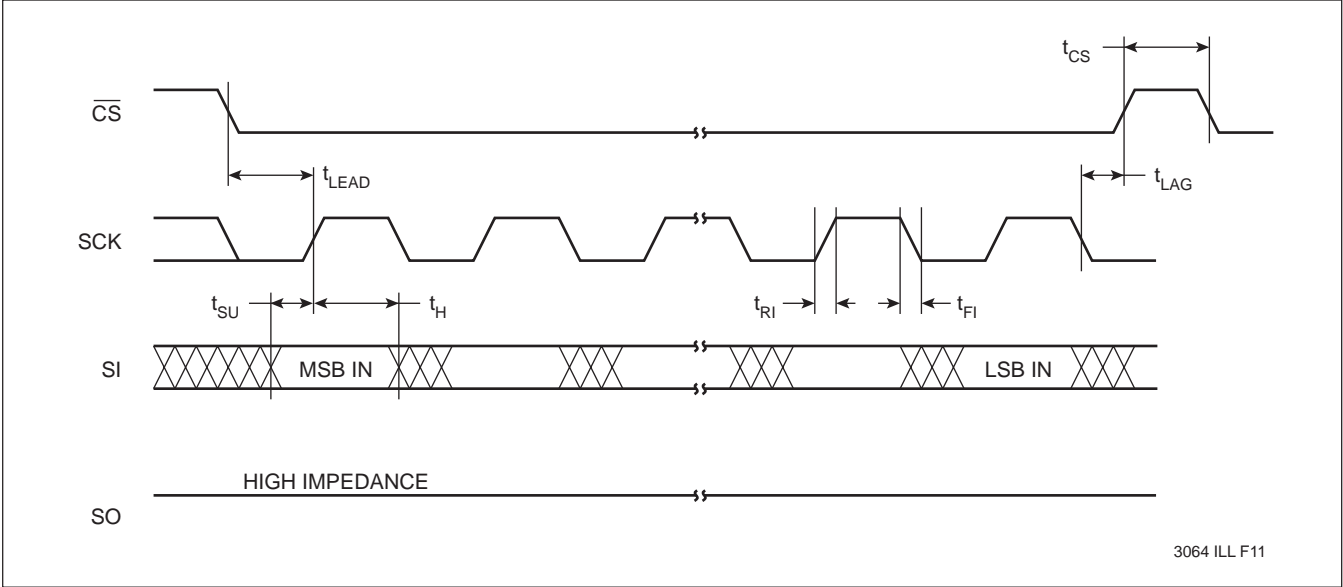 tCS
CS
tLEAD
tLAG
SCK
tSU
tH
tRI
tFI
SI
MSB IN
LSB IN
HIGH IMPEDANCE
SO
3064 ILL F11